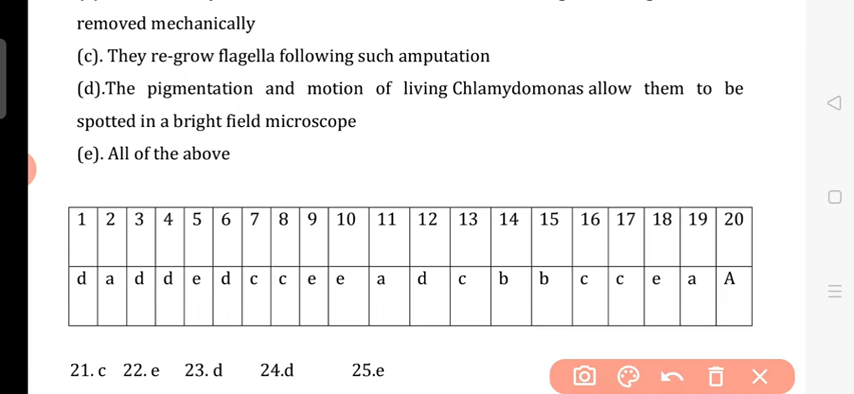 removed mechanically
(c). They re-grow flagella following such amputation
(d).The pigmentation and motion of living Chlamydomonas allow them to be
spotted in a bright field microscope
(e). All of the above
1 2 3 4 5 6 7 8 9 10 11 12 13 14 15 16 17 18 19 20
d a d d e d c c e e a d c b b c c e a A
21. c 22. e 23. d 24.d 25.e